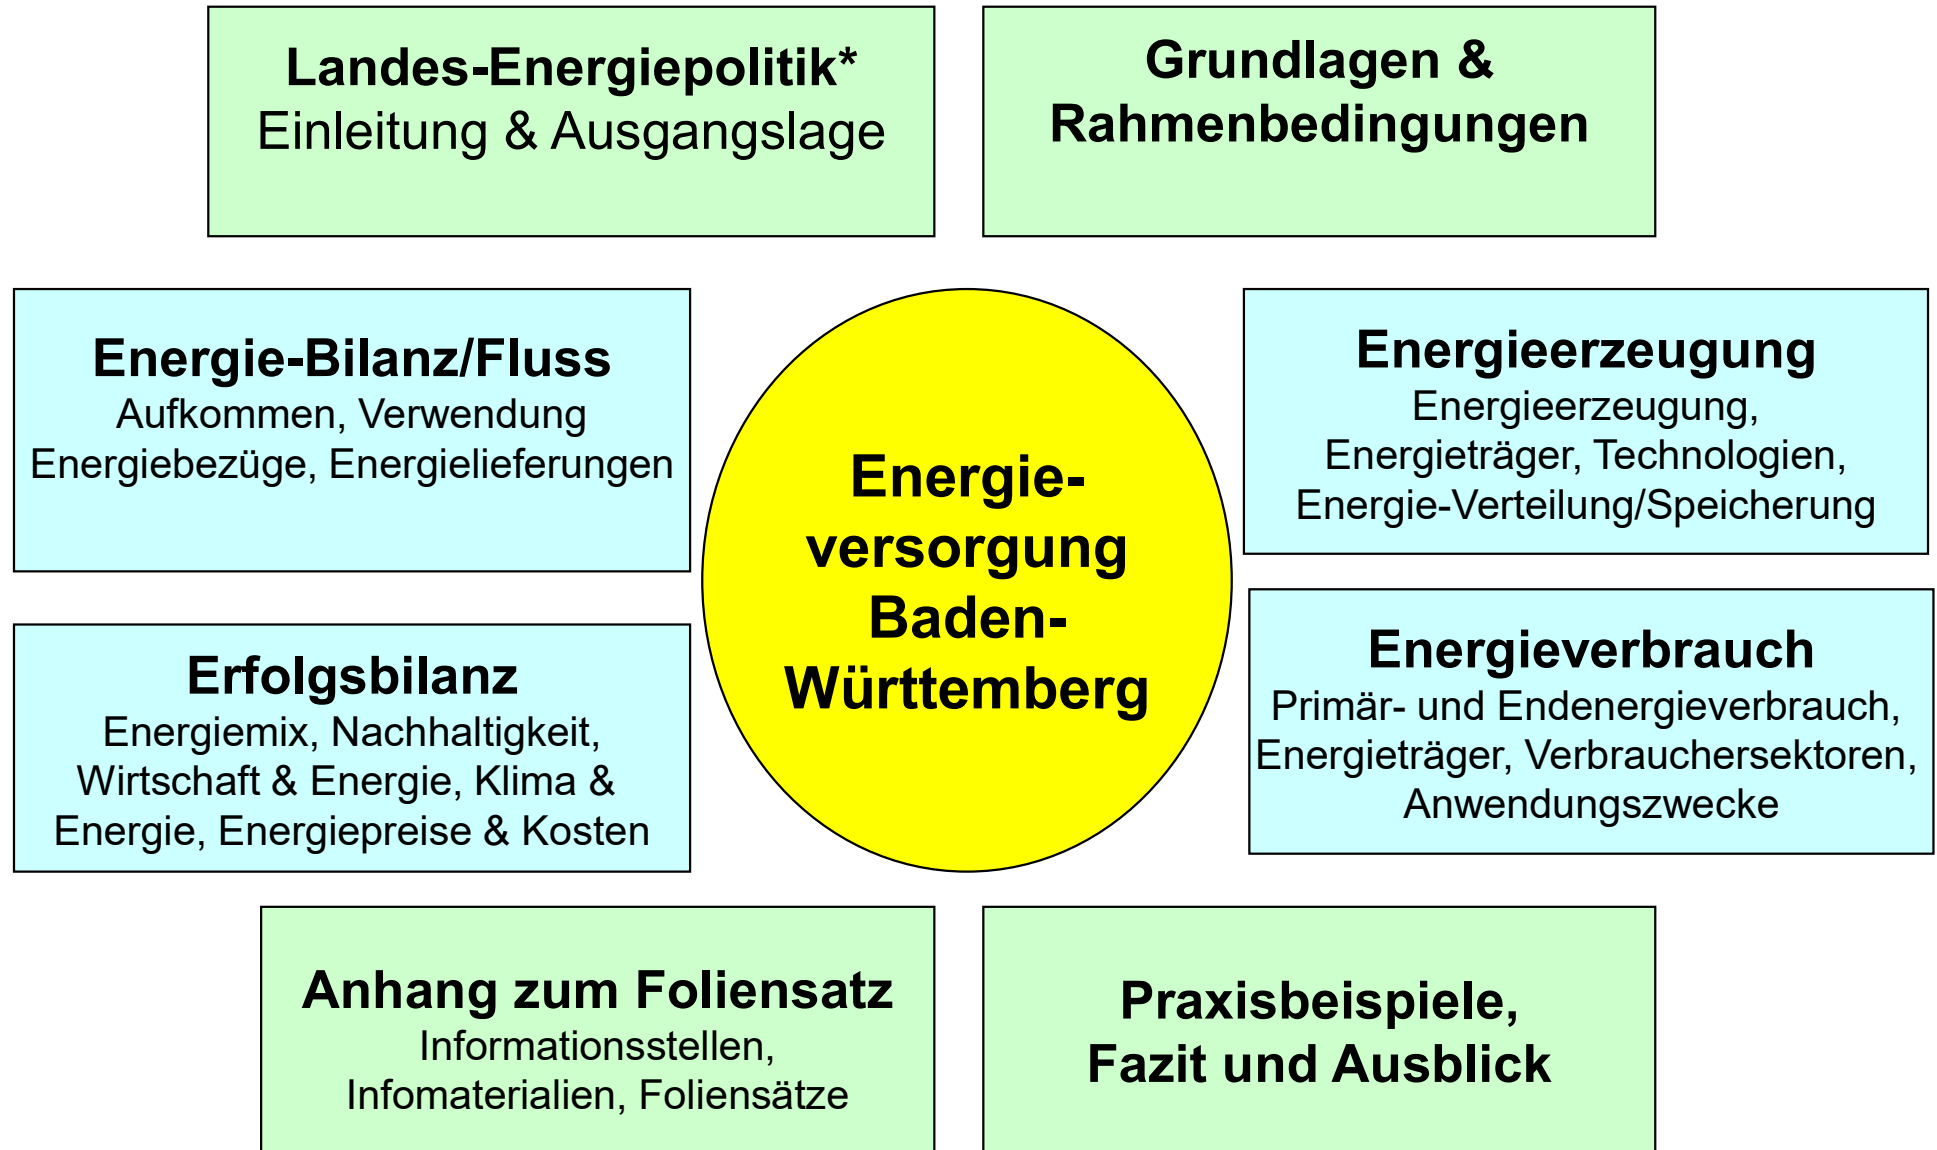 Landes-Energiepolitik*
Einleitung & Ausgangslage
Grundlagen &
Rahmenbedingungen
Energie-Bilanz/Fluss
Aufkommen, Verwendung
Energiebezüge, Energielieferungen
Energie-
versorgung
Baden-
Württemberg
Energieerzeugung
Energieerzeugung,
Energieträger, Technologien,
Energie-Verteilung/Speicherung
Erfolgsbilanz
Energiemix, Nachhaltigkeit,
Wirtschaft & Energie, Klima &
Energie, Energiepreise & Kosten
Energieverbrauch
Primär- und Endenergieverbrauch,
Energieträger, Verbrauchersektoren,
Anwendungszwecke
Anhang zum Foliensatz
Informationsstellen,
Infomaterialien, Foliensätze
Praxisbeispiele,
Fazit und Ausblick